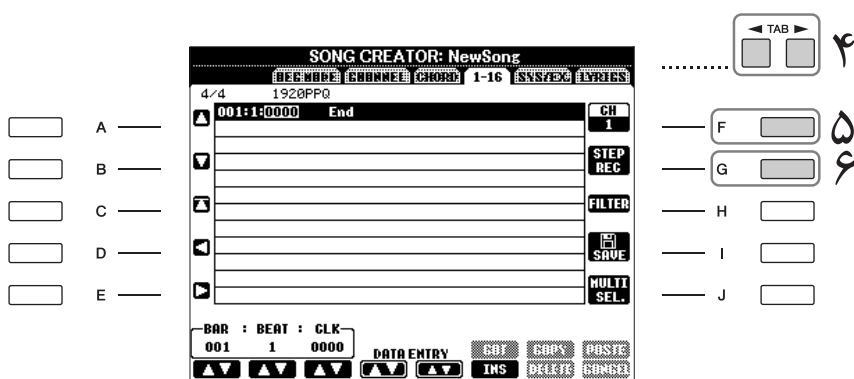 ◄ TAB ►
۴
SONG CREATOR: NewSong
REC MODE CHANNEL CHORD 1-16 SYS/EX. LYRICS
4/4 1920PPQ
001:1:0000 End
CH
1
STEP
REC
FILTER
SAVE
MULTI
SEL.
A
B
C
D
E
F
G
H
I
J
۵
۶
BAR : BEAT : CLK
001 1 0000
DATA ENTRY
CUT COPY PASTE
INS DELETE CANCEL